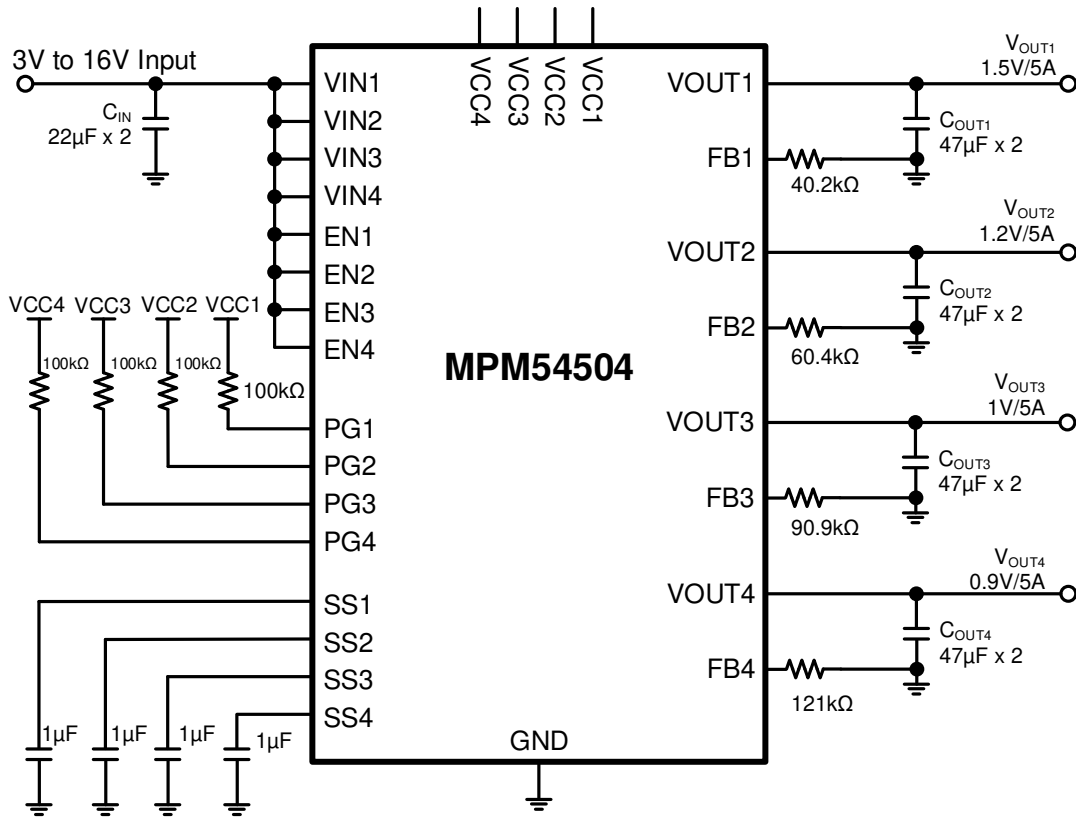 3V to 16V Input
C_IN
22µF x 2
VCC4
VCC3
VCC2
VCC1
100kΩ
100kΩ
100kΩ
100kΩ
VIN1
VIN2
VIN3
VIN4
EN1
EN2
EN3
EN4
PG1
PG2
PG3
PG4
SS1
SS2
SS3
SS4
1µF
1µF
1µF
1µF
VCC4
VCC3
VCC2
VCC1
MPM54504
GND
VOUT1
FB1
VOUT2
FB2
VOUT3
FB3
VOUT4
FB4
V_OUT1
1.5V/5A
C_OUT1
47µF x 2
40.2kΩ
V_OUT2
1.2V/5A
C_OUT2
47µF x 2
60.4kΩ
V_OUT3
1V/5A
C_OUT3
47µF x 2
90.9kΩ
V_OUT4
0.9V/5A
C_OUT4
47µF x 2
121kΩ